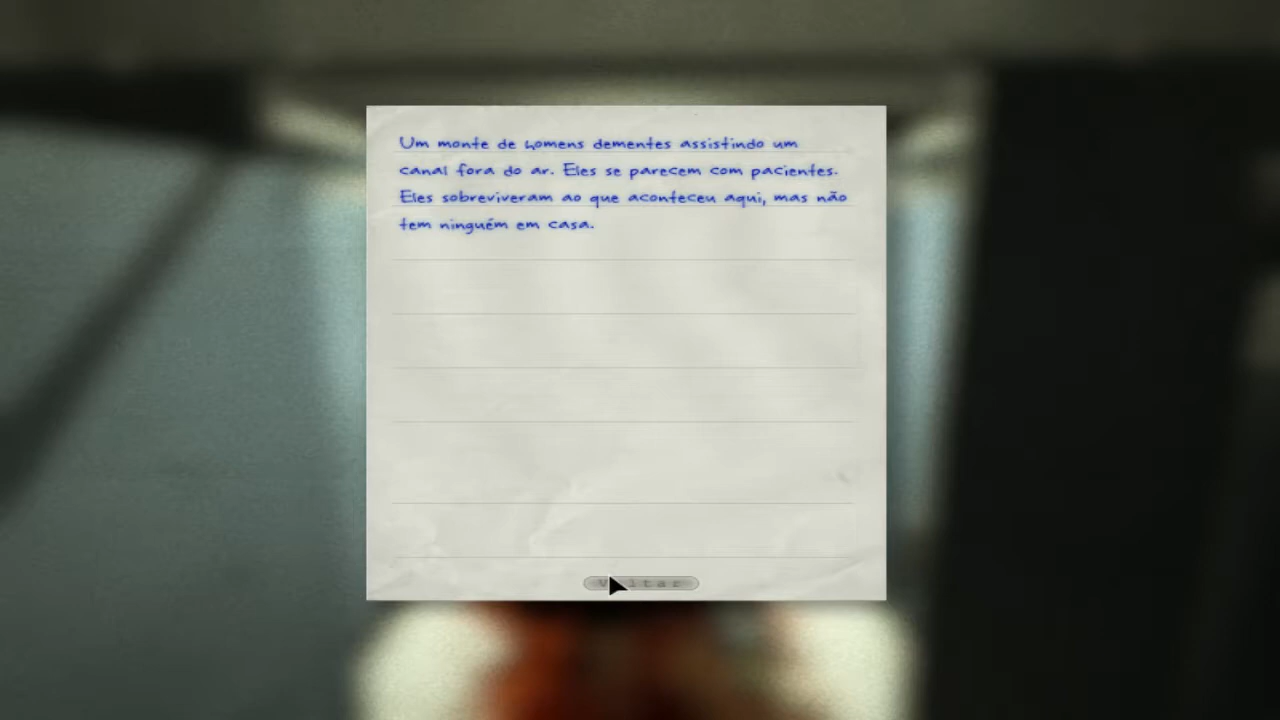 Um monte de homens dementes assistindo um
canal fora do ar. Eles se parecem com pacientes.
Eles sobreviveram ao que aconteceu aqui, mas não
tem ninguém em casa.
Voltar